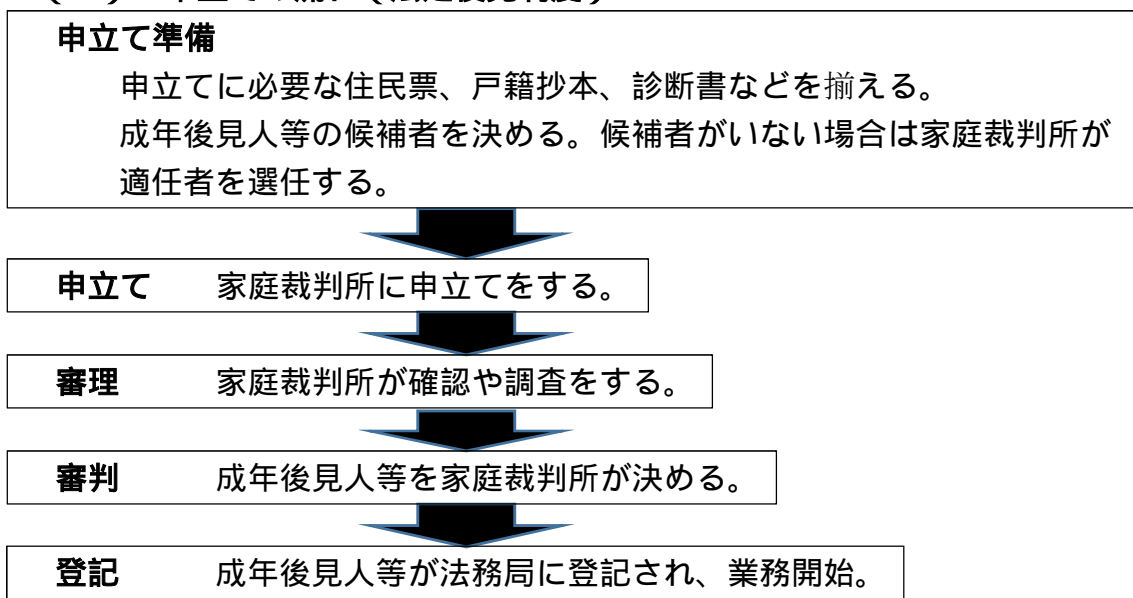 申立て準備
申立てに必要な住民票、戸籍抄本、診断書などを揃える。
成年後見人等の候補者を決める。候補者がいない場合は家庭裁判所が
適任者を選任する。
申立て 家庭裁判所に申立てをする。
審理 家庭裁判所が確認や調査をする。
審判 成年後見人等を家庭裁判所が決める。
登記 成年後見人等が法務局に登記され、業務開始。